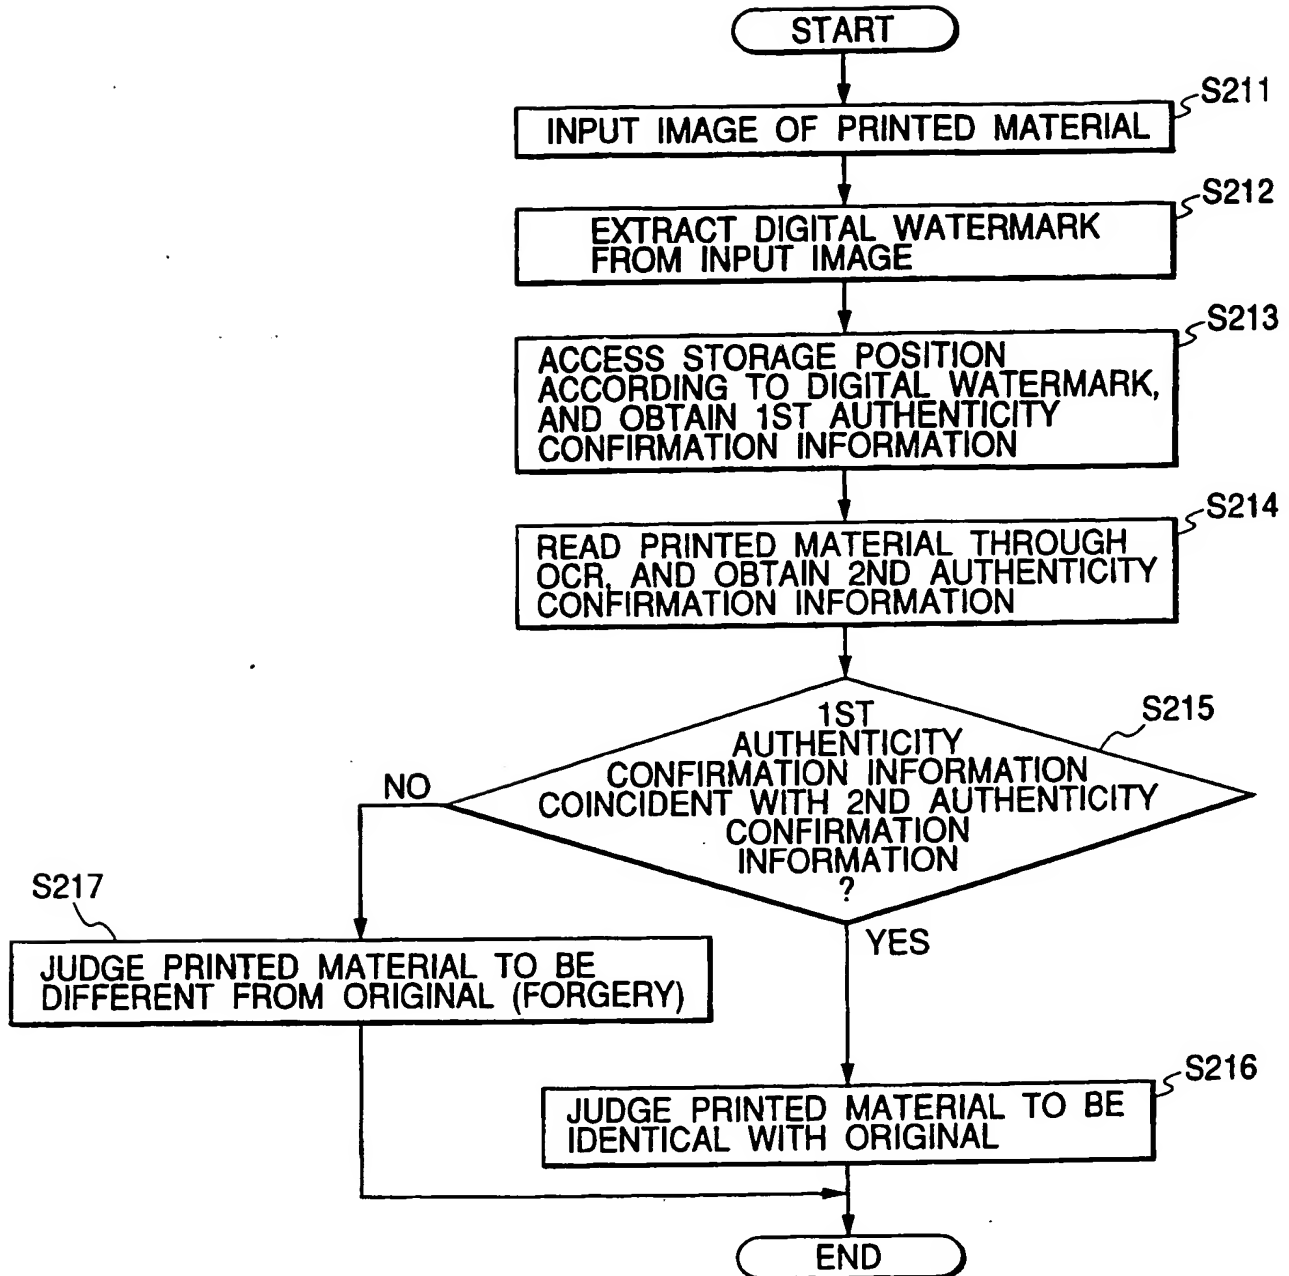 START
S211
INPUT IMAGE OF PRINTED MATERIAL
S212
EXTRACT DIGITAL WATERMARK
FROM INPUT IMAGE
S213
ACCESS STORAGE POSITION
ACCORDING TO DIGITAL WATERMARK,
AND OBTAIN 1ST AUTHENTICITY
CONFIRMATION INFORMATION
S214
READ PRINTED MATERIAL THROUGH
OCR, AND OBTAIN 2ND AUTHENTICITY
CONFIRMATION INFORMATION
S215
1ST
AUTHENTICITY
CONFIRMATION INFORMATION
COINCIDENT WITH 2ND AUTHENTICITY
CONFIRMATION
INFORMATION
?
NO
YES
S217
JUDGE PRINTED MATERIAL TO BE
DIFFERENT FROM ORIGINAL (FORGERY)
S216
JUDGE PRINTED MATERIAL TO BE
IDENTICAL WITH ORIGINAL
END